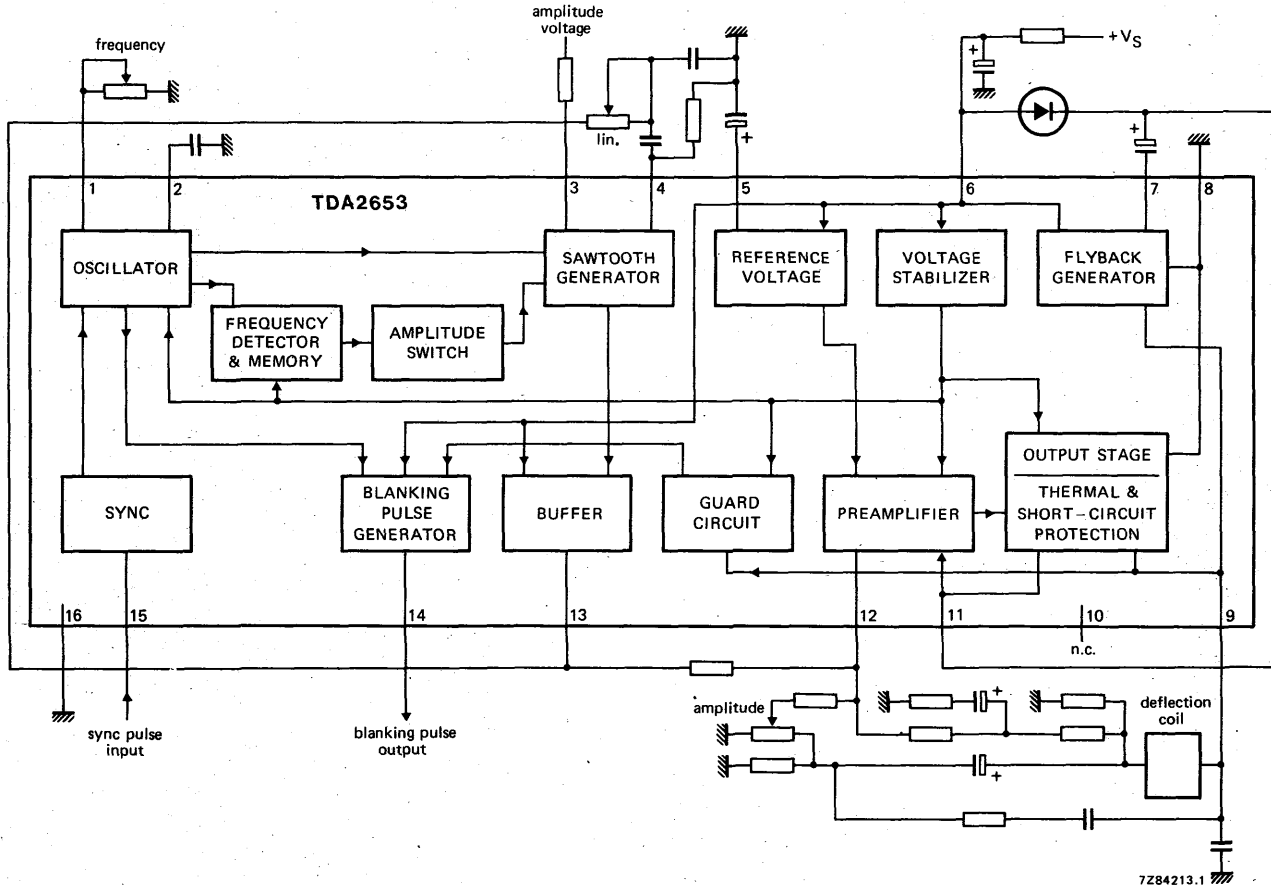 amplitude
voltage
+VS
frequency
+
+
+
lin.
1
2
3
4
5
6
7
8
TDA2653
OSCILLATOR
SAWTOOTH
GENERATOR
REFERENCE
VOLTAGE
VOLTAGE
STABILIZER
FLYBACK
GENERATOR
FREQUENCY
DETECTOR
& MEMORY
AMPLITUDE
SWITCH
SYNC
BLANKING
PULSE
GENERATOR
BUFFER
GUARD
CIRCUIT
PREAMPLIFIER
OUTPUT STAGE
THERMAL &
SHORT-CIRCUIT
PROTECTION
16
15
14
13
12
11
10
9
n.c.
sync pulse
input
blanking pulse
output
amplitude
+
deflection
coil
+
7Z84213.1